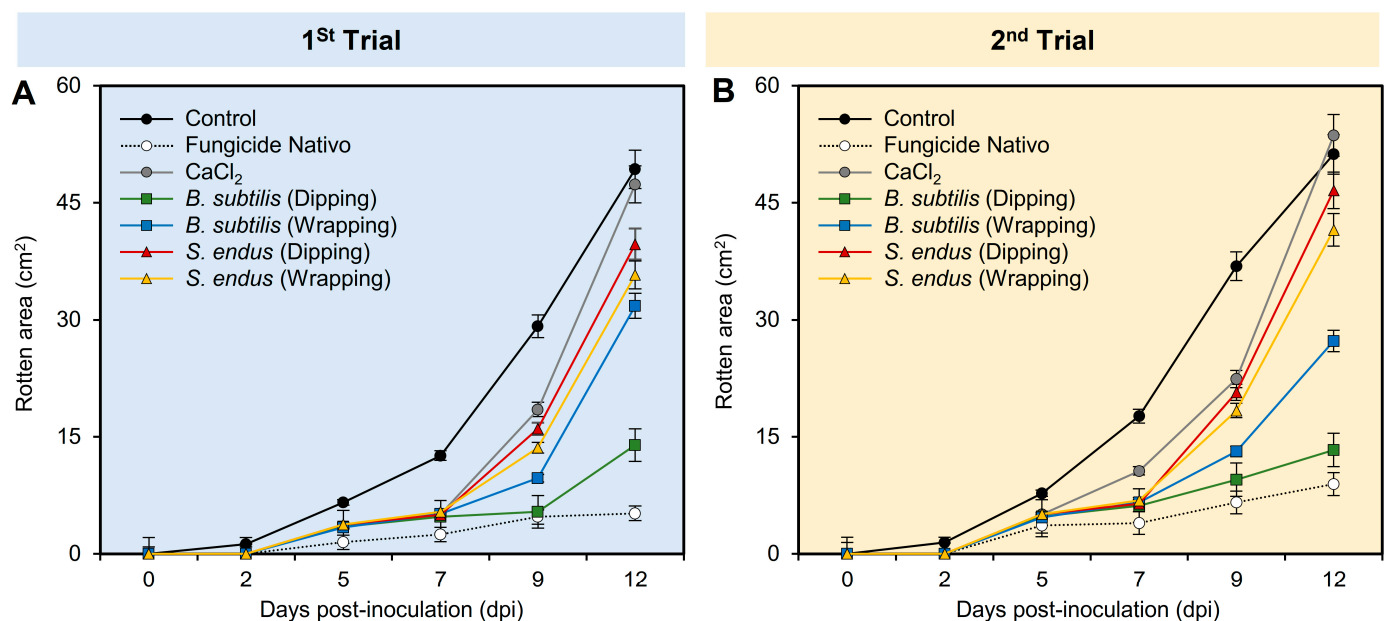 1St Trial
2nd Trial
A
B
60
45
30
15
0
Rotten area (cm2)
Control
Fungicide Nativo
CaCl2
B. subtilis (Dipping)
B. subtilis (Wrapping)
S. endus (Dipping)
S. endus (Wrapping)
0 2 5 7 9 12
Days post-inoculation (dpi)
60
45
30
15
0
Rotten area (cm2)
Control
Fungicide Nativo
CaCl2
B. subtilis (Dipping)
B. subtilis (Wrapping)
S. endus (Dipping)
S. endus (Wrapping)
0 2 5 7 9 12
Days post-inoculation (dpi)